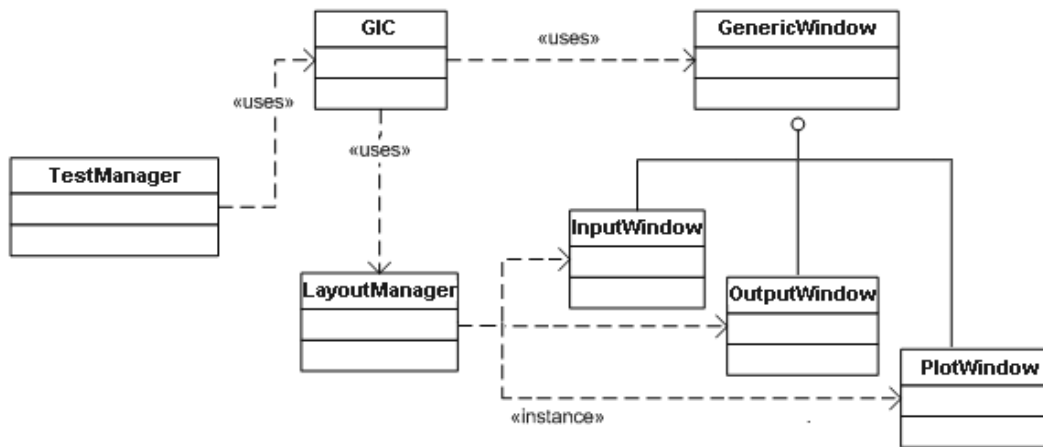 GIC
GenericWindow
«uses»
«uses»
«uses»
TestManager
InputWindow
LayoutManager
OutputWindow
PlotWindow
«instance»